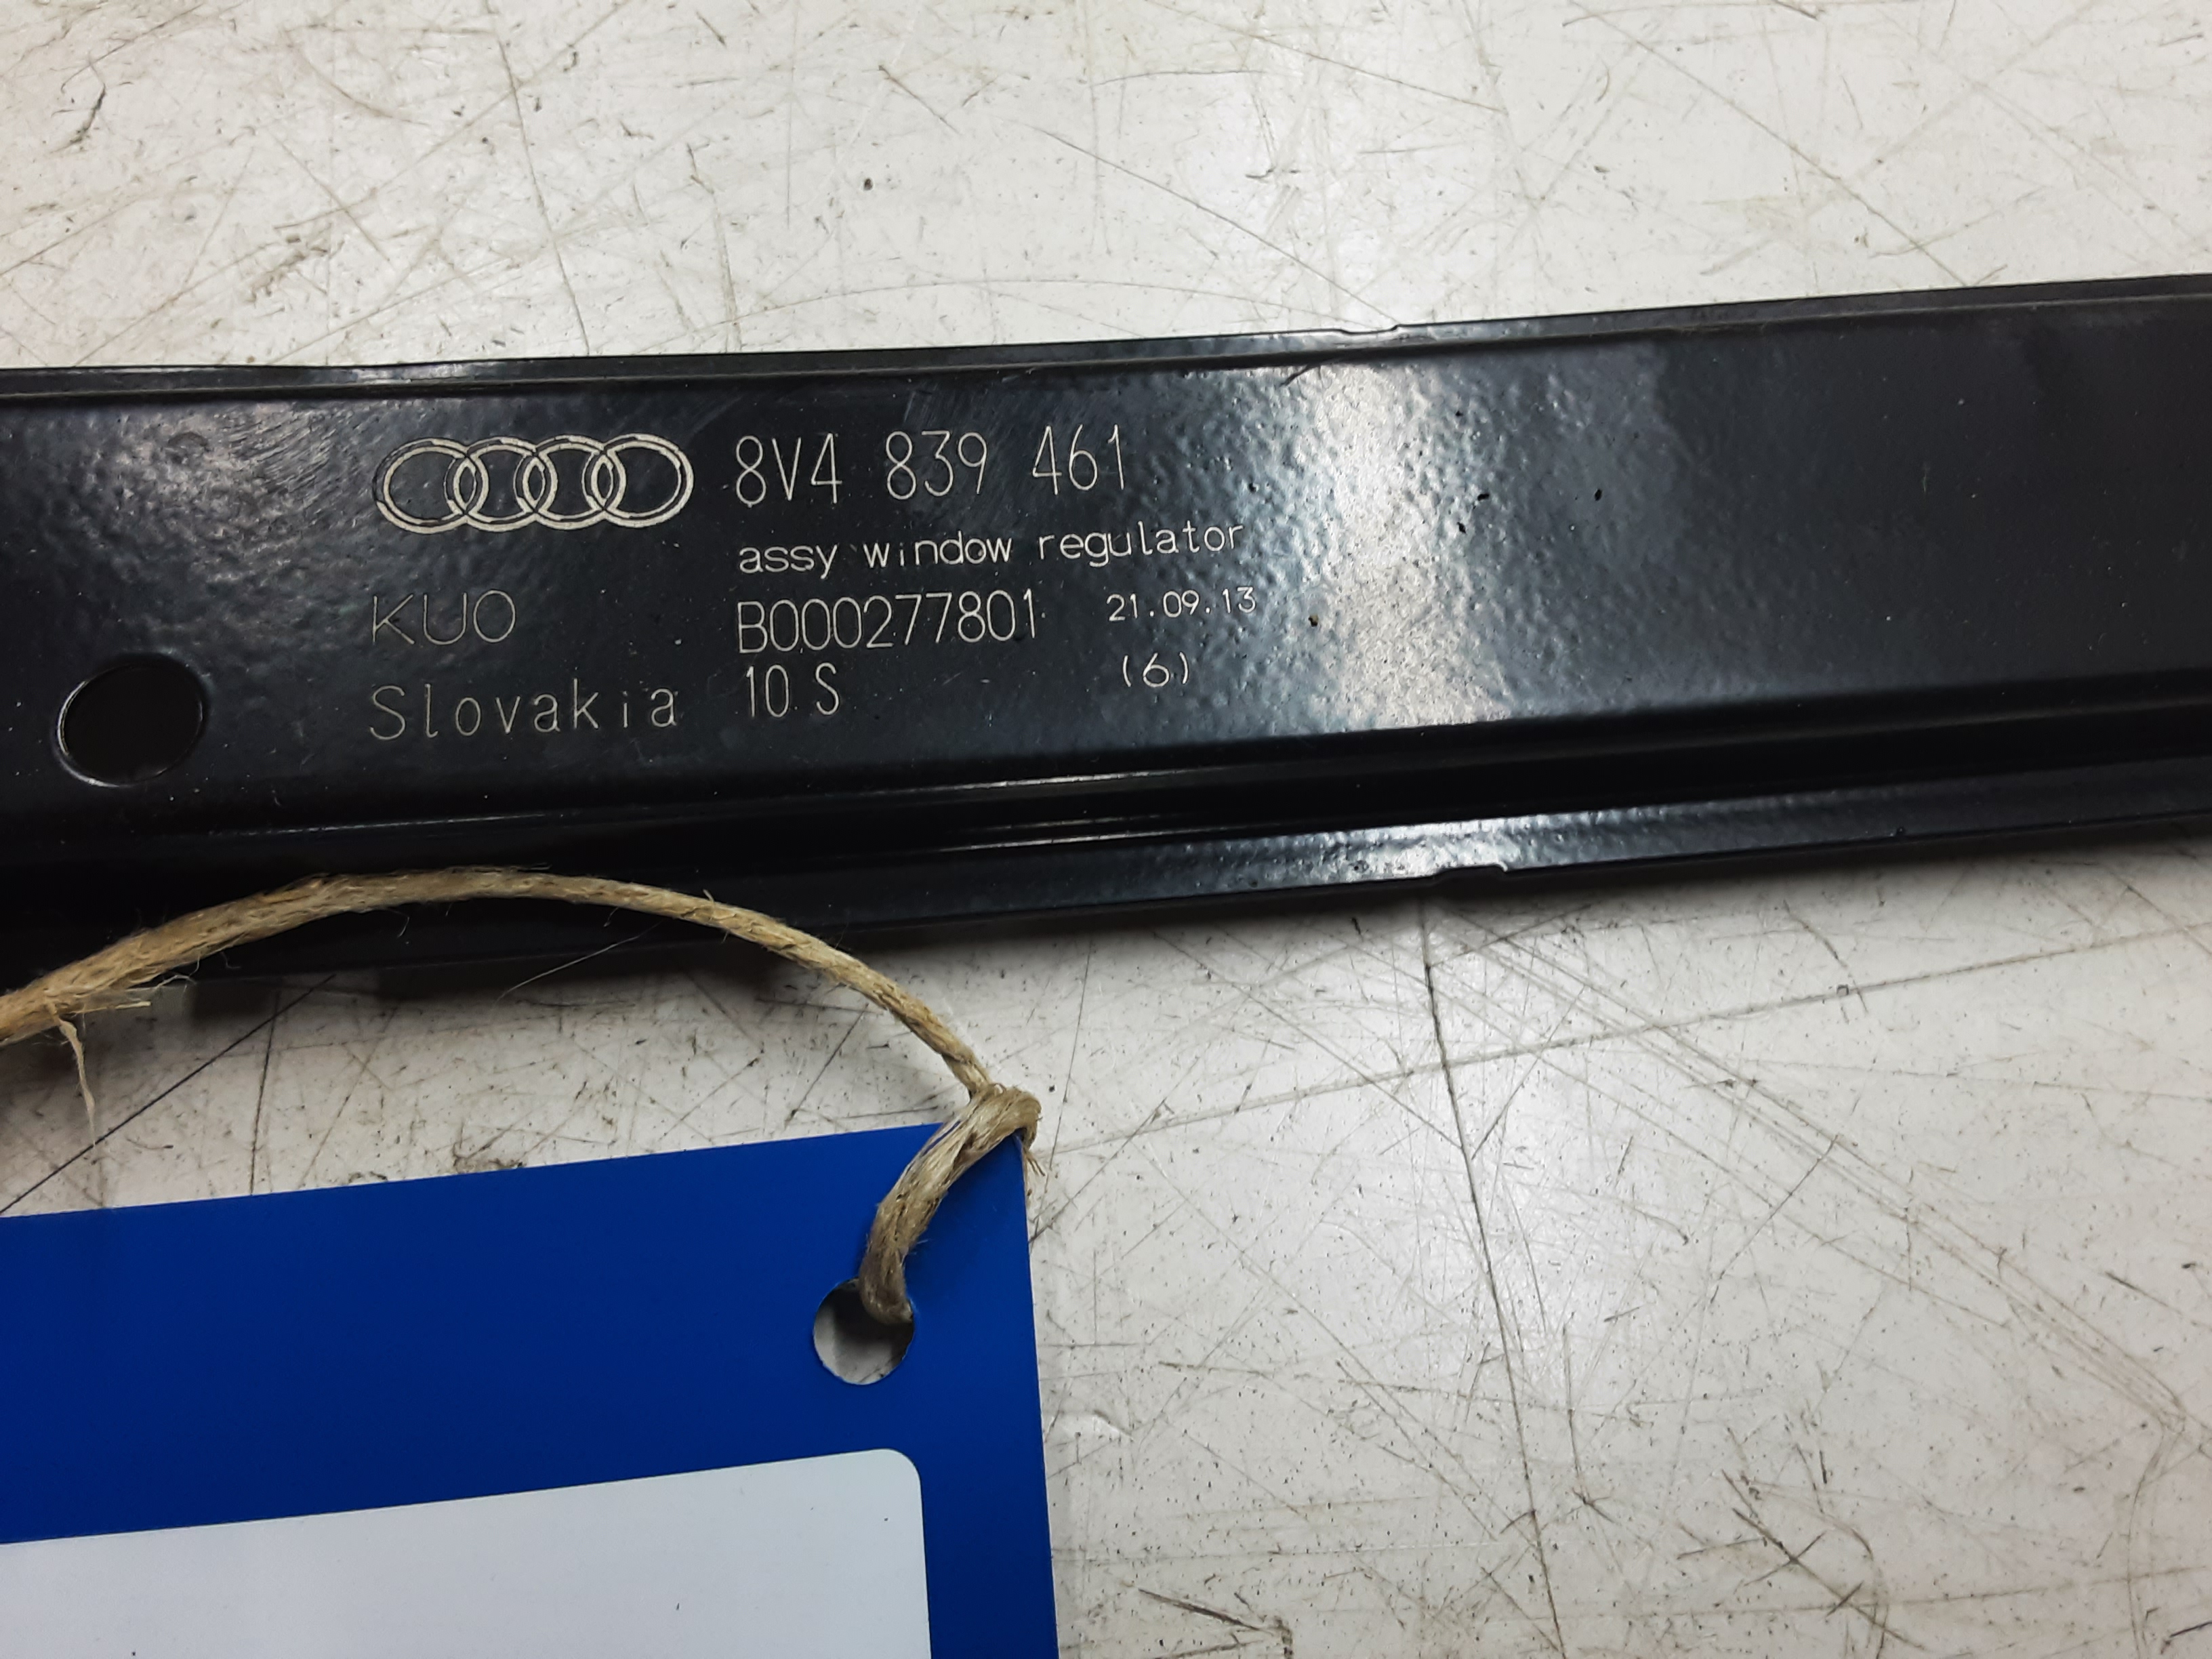 8V4 839 461
assy window regulator
KUO B000277801 21.09.13
Slovakia 10 S (6)